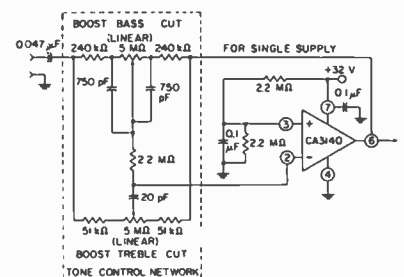 BOOST BASS CUT
(LINEAR)
0.047 µF
240 kΩ 5 MΩ 240 kΩ
FOR SINGLE SUPPLY
+32 V
750 pF
750 pF
2.2 MΩ
0.1 µF
7
3
+
CA3140
6
0.1 µF
2.2 MΩ
2
-
4
2.2 MΩ
20 pF
51 kΩ 5 MΩ 51 kΩ
(LINEAR)
BOOST TREBLE CUT
TONE CONTROL NETWORK